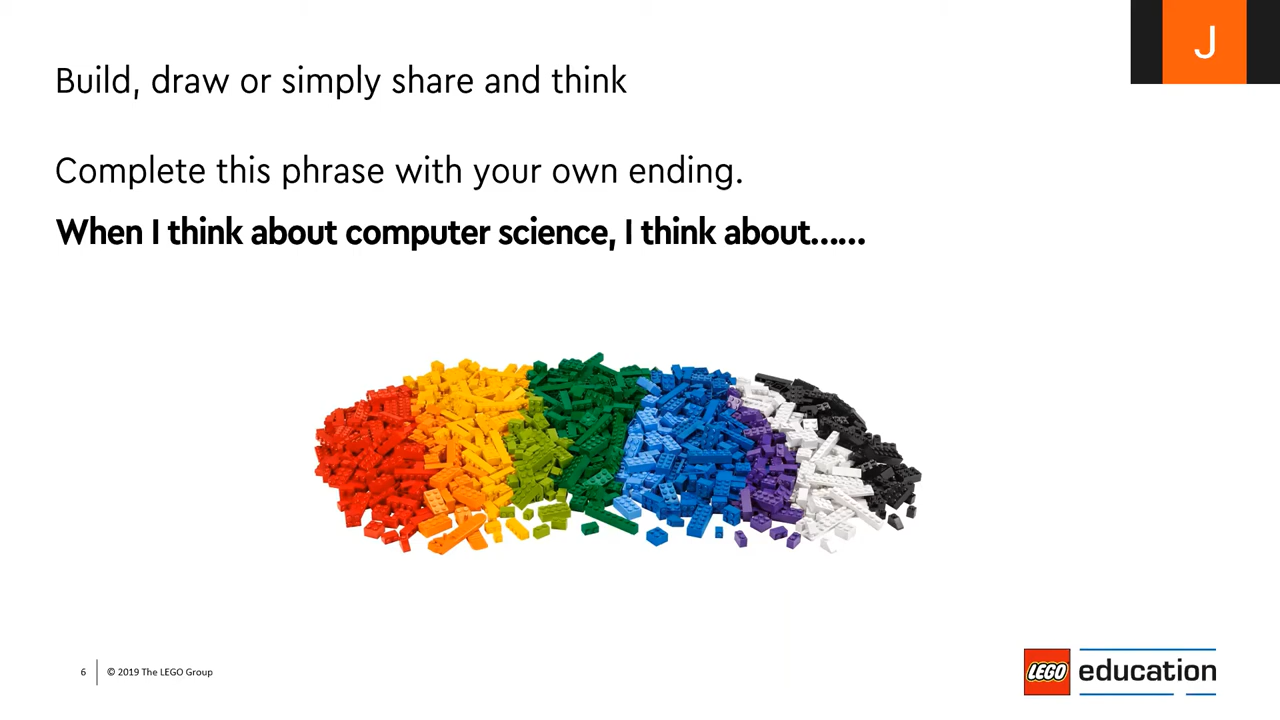 J
Build, draw or simply share and think
Complete this phrase with your own ending.
When I think about computer science, I think about......
6
© 2019 The LEGO Group
LEGO education